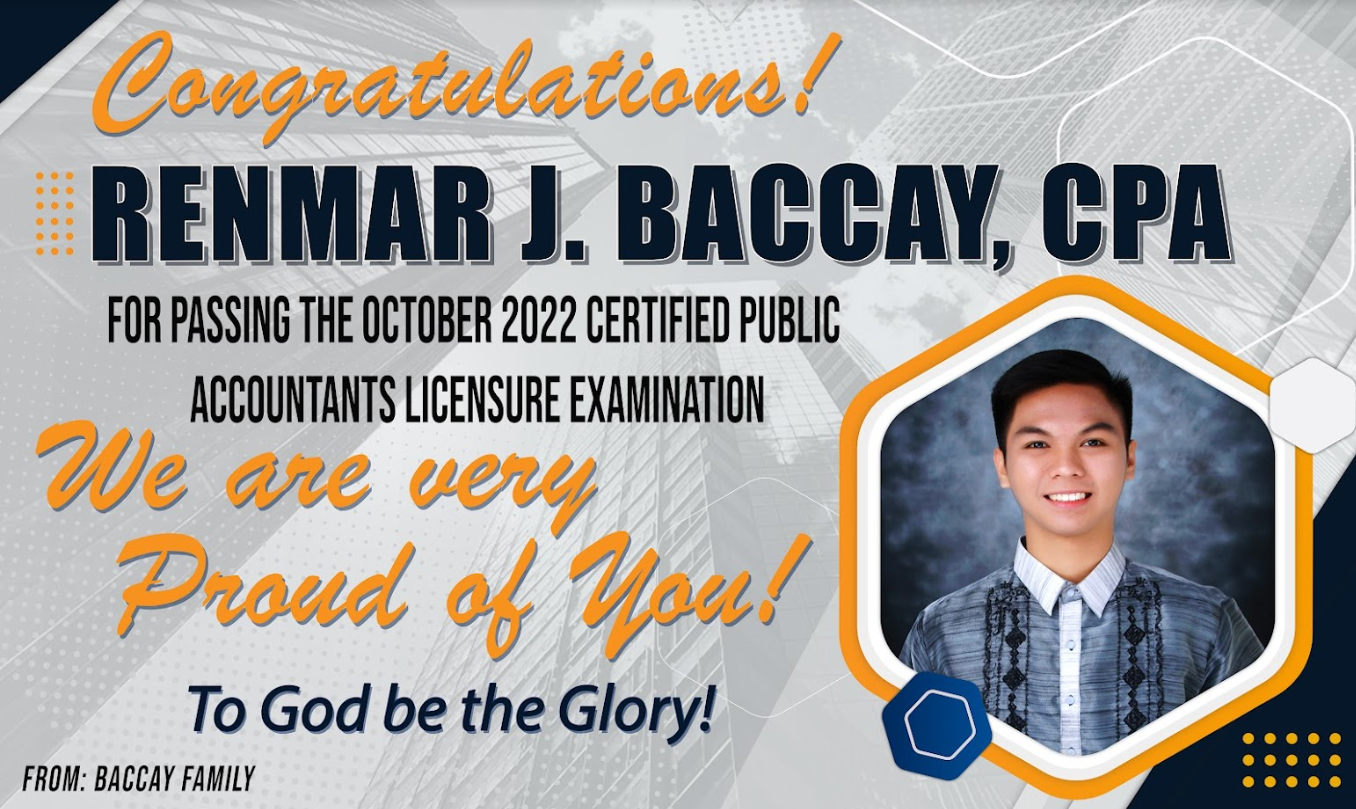 Congratulations!
RENMAR J. BACCAY, CPA
FOR PASSING THE OCTOBER 2022 CERTIFIED PUBLIC
ACCOUNTANTS LICENSURE EXAMINATION
We are very
Proud of You!
To God be the Glory!
FROM: BACCAY FAMILY